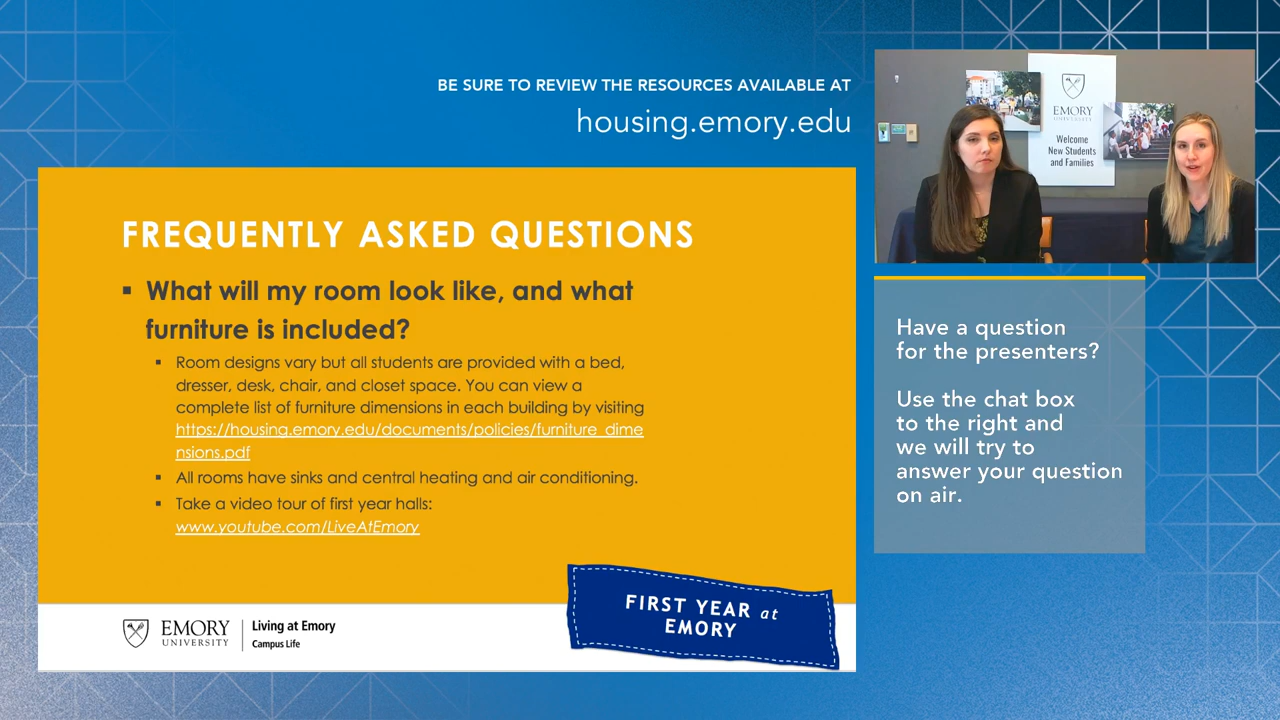 BE SURE TO REVIEW THE RESOURCES AVAILABLE AT
housing.emory.edu
FREQUENTLY ASKED QUESTIONS
▪ What will my room look like, and what
furniture is included?
▪ Room designs vary but all students are provided with a bed,
dresser, desk, chair, and closet space. You can view a
complete list of furniture dimensions in each building by visiting
https://housing.emory.edu/documents/policies/furniture_dime
nsions.pdf
▪ All rooms have sinks and central heating and air conditioning.
▪ Take a video tour of first year halls:
www.youtube.com/LiveAtEmory
FIRST YEAR at
EMORY
EMORY
UNIVERSITY
Living at Emory
Campus Life
EMORY
UNIVERSITY
Welcome
New Students
and Families
Have a question
for the presenters?
Use the chat box
to the right and
we will try to
answer your question
on air.